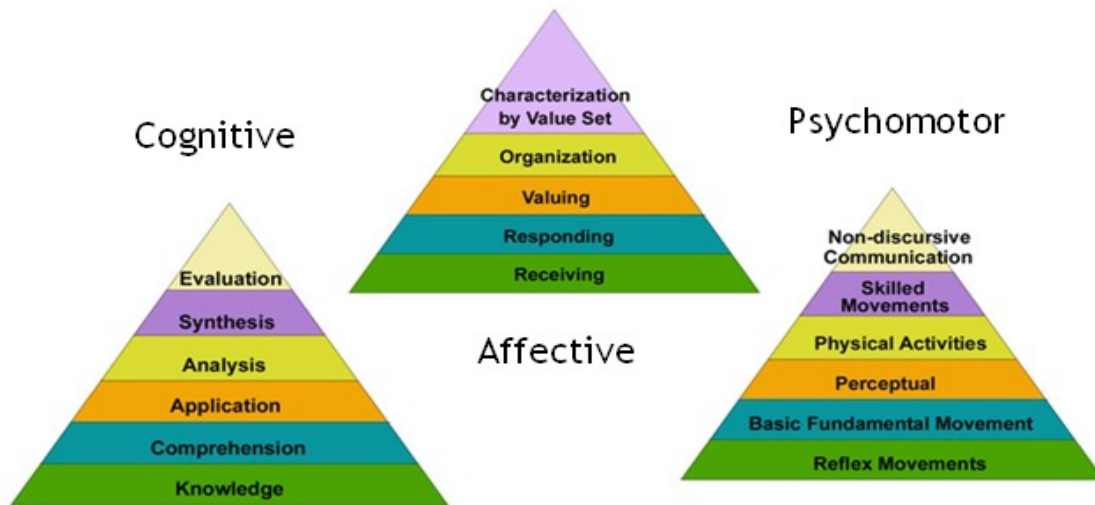 Cognitive
Evaluation
Synthesis
Analysis
Application
Comprehension
Knowledge
Characterization
by Value Set
Organization
Valuing
Responding
Receiving
Affective
Psychomotor
Non-discursive
Communication
Skilled
Movements
Physical Activities
Perceptual
Basic Fundamental Movement
Reflex Movements